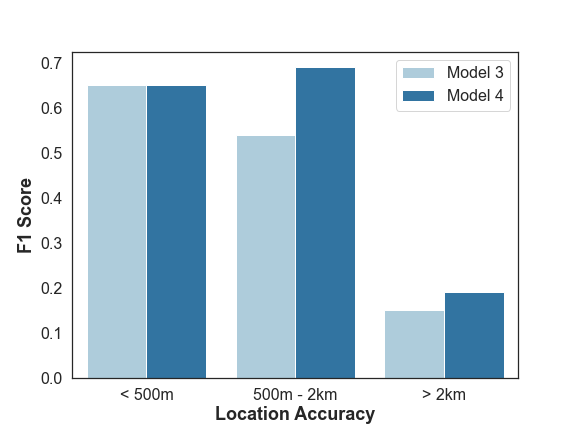 0.7
0.6
0.5
0.4
0.3
0.2
0.1
0.0
F1 Score
Model 3
Model 4
< 500m
500m - 2km
> 2km
Location Accuracy